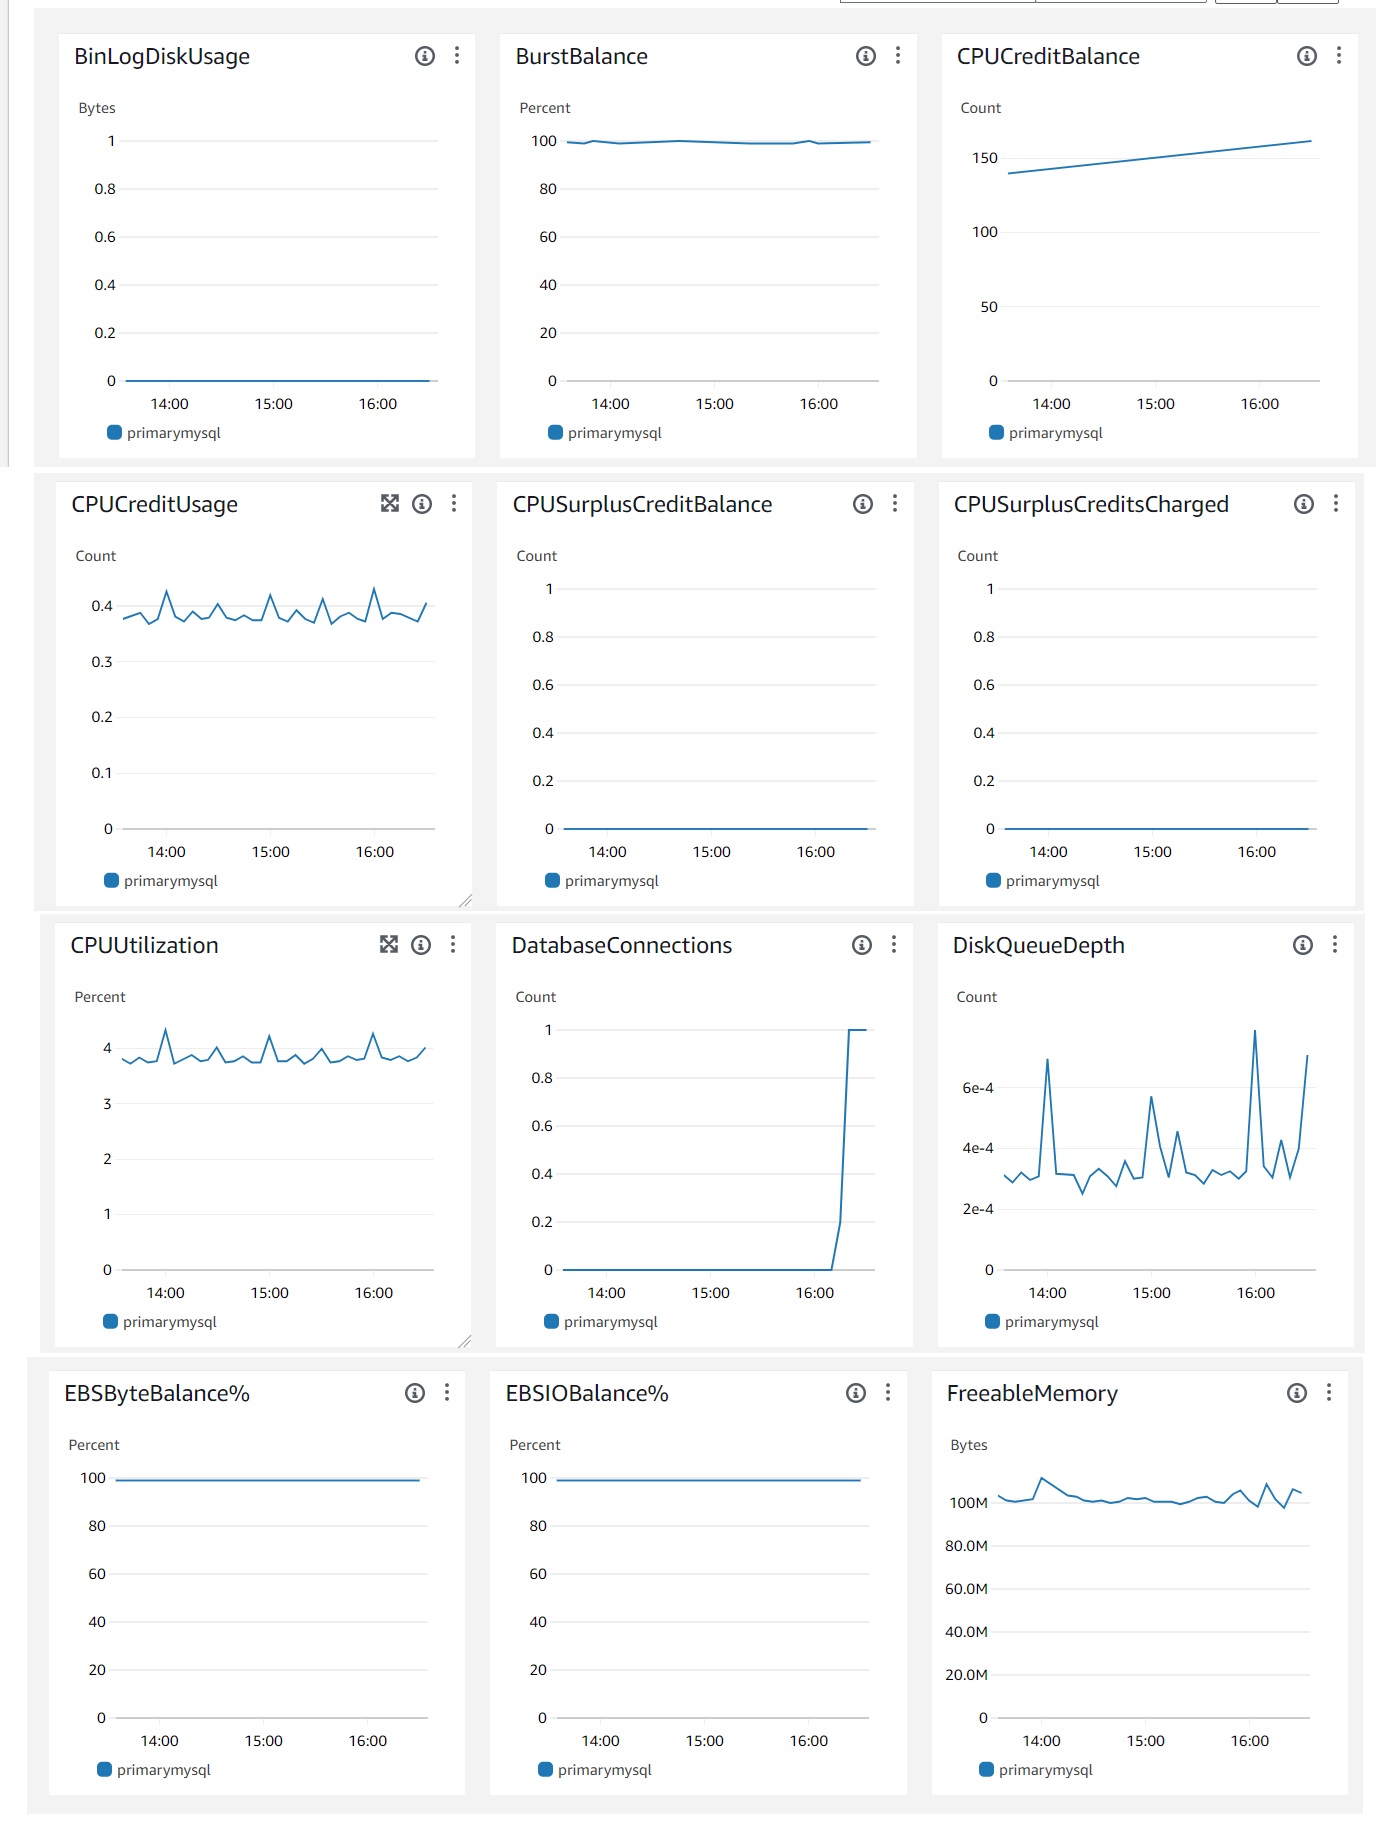 BinLogDiskUsage
Bytes
1
0.8
0.6
0.4
0.2
0
14:00 15:00 16:00
primarymysql
BurstBalance
Percent
100
80
60
40
20
0
14:00 15:00 16:00
primarymysql
CPUCreditBalance
Count
150
100
50
0
14:00 15:00 16:00
primarymysql
CPUCreditUsage
Count
0.4
0.3
0.2
0.1
0
14:00 15:00 16:00
primarymysql
CPUSurplusCreditBalance
Count
1
0.8
0.6
0.4
0.2
0
14:00 15:00 16:00
primarymysql
CPUSurplusCreditsCharged
Count
1
0.8
0.6
0.4
0.2
0
14:00 15:00 16:00
primarymysql
CPUUtilization
Percent
4
3
2
1
0
14:00 15:00 16:00
primarymysql
DatabaseConnections
Count
1
0.8
0.6
0.4
0.2
0
14:00 15:00 16:00
primarymysql
DiskQueueDepth
Count
6e-4
4e-4
2e-4
0
14:00 15:00 16:00
primarymysql
EBSByteBalance%
Percent
100
80
60
40
20
0
14:00 15:00 16:00
primarymysql
EBSIOBalance%
Percent
100
80
60
40
20
0
14:00 15:00 16:00
primarymysql
FreeableMemory
Bytes
100M
80.0M
60.0M
40.0M
20.0M
0
14:00 15:00 16:00
primarymysql